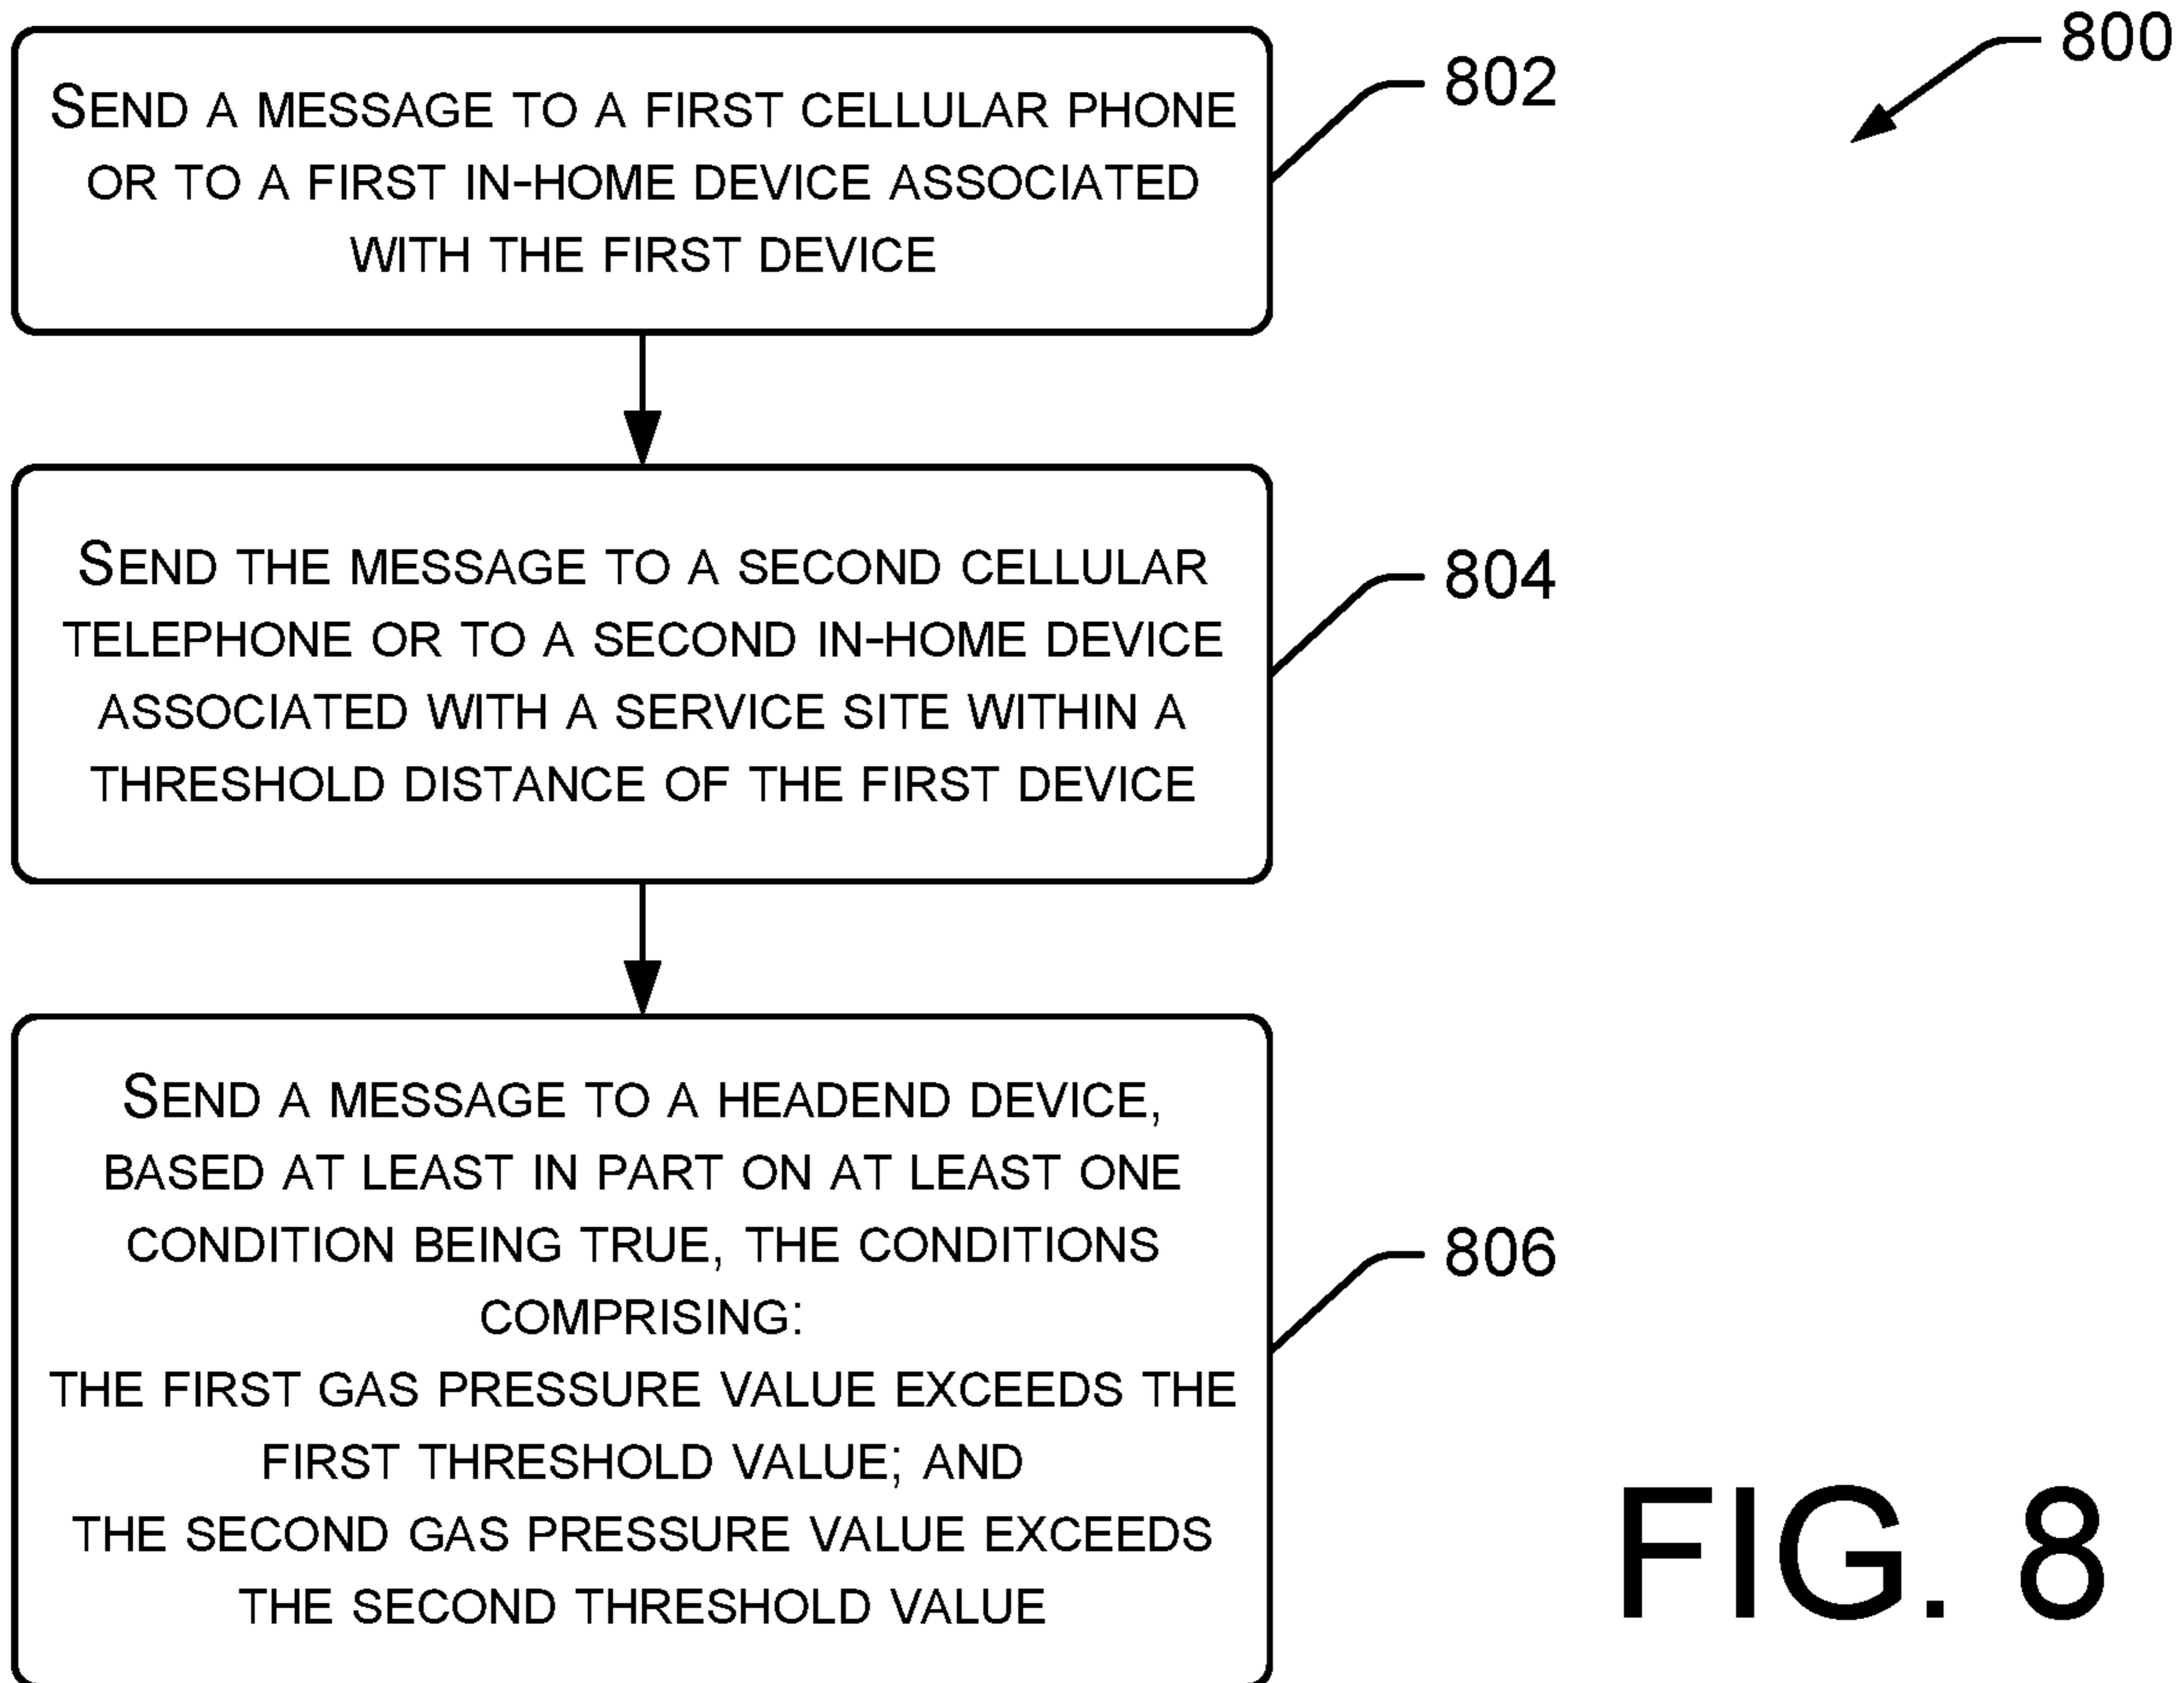 800
SEND A MESSAGE TO A FIRST CELLULAR PHONE
OR TO A FIRST IN-HOME DEVICE ASSOCIATED
WITH THE FIRST DEVICE
802
SEND THE MESSAGE TO A SECOND CELLULAR
TELEPHONE OR TO A SECOND IN-HOME DEVICE
ASSOCIATED WITH A SERVICE SITE WITHIN A
THRESHOLD DISTANCE OF THE FIRST DEVICE
804
SEND A MESSAGE TO A HEADEND DEVICE,
BASED AT LEAST IN PART ON AT LEAST ONE
CONDITION BEING TRUE, THE CONDITIONS
COMPRISING:
THE FIRST GAS PRESSURE VALUE EXCEEDS THE
FIRST THRESHOLD VALUE; AND
THE SECOND GAS PRESSURE VALUE EXCEEDS
THE SECOND THRESHOLD VALUE
806
FIG. 8